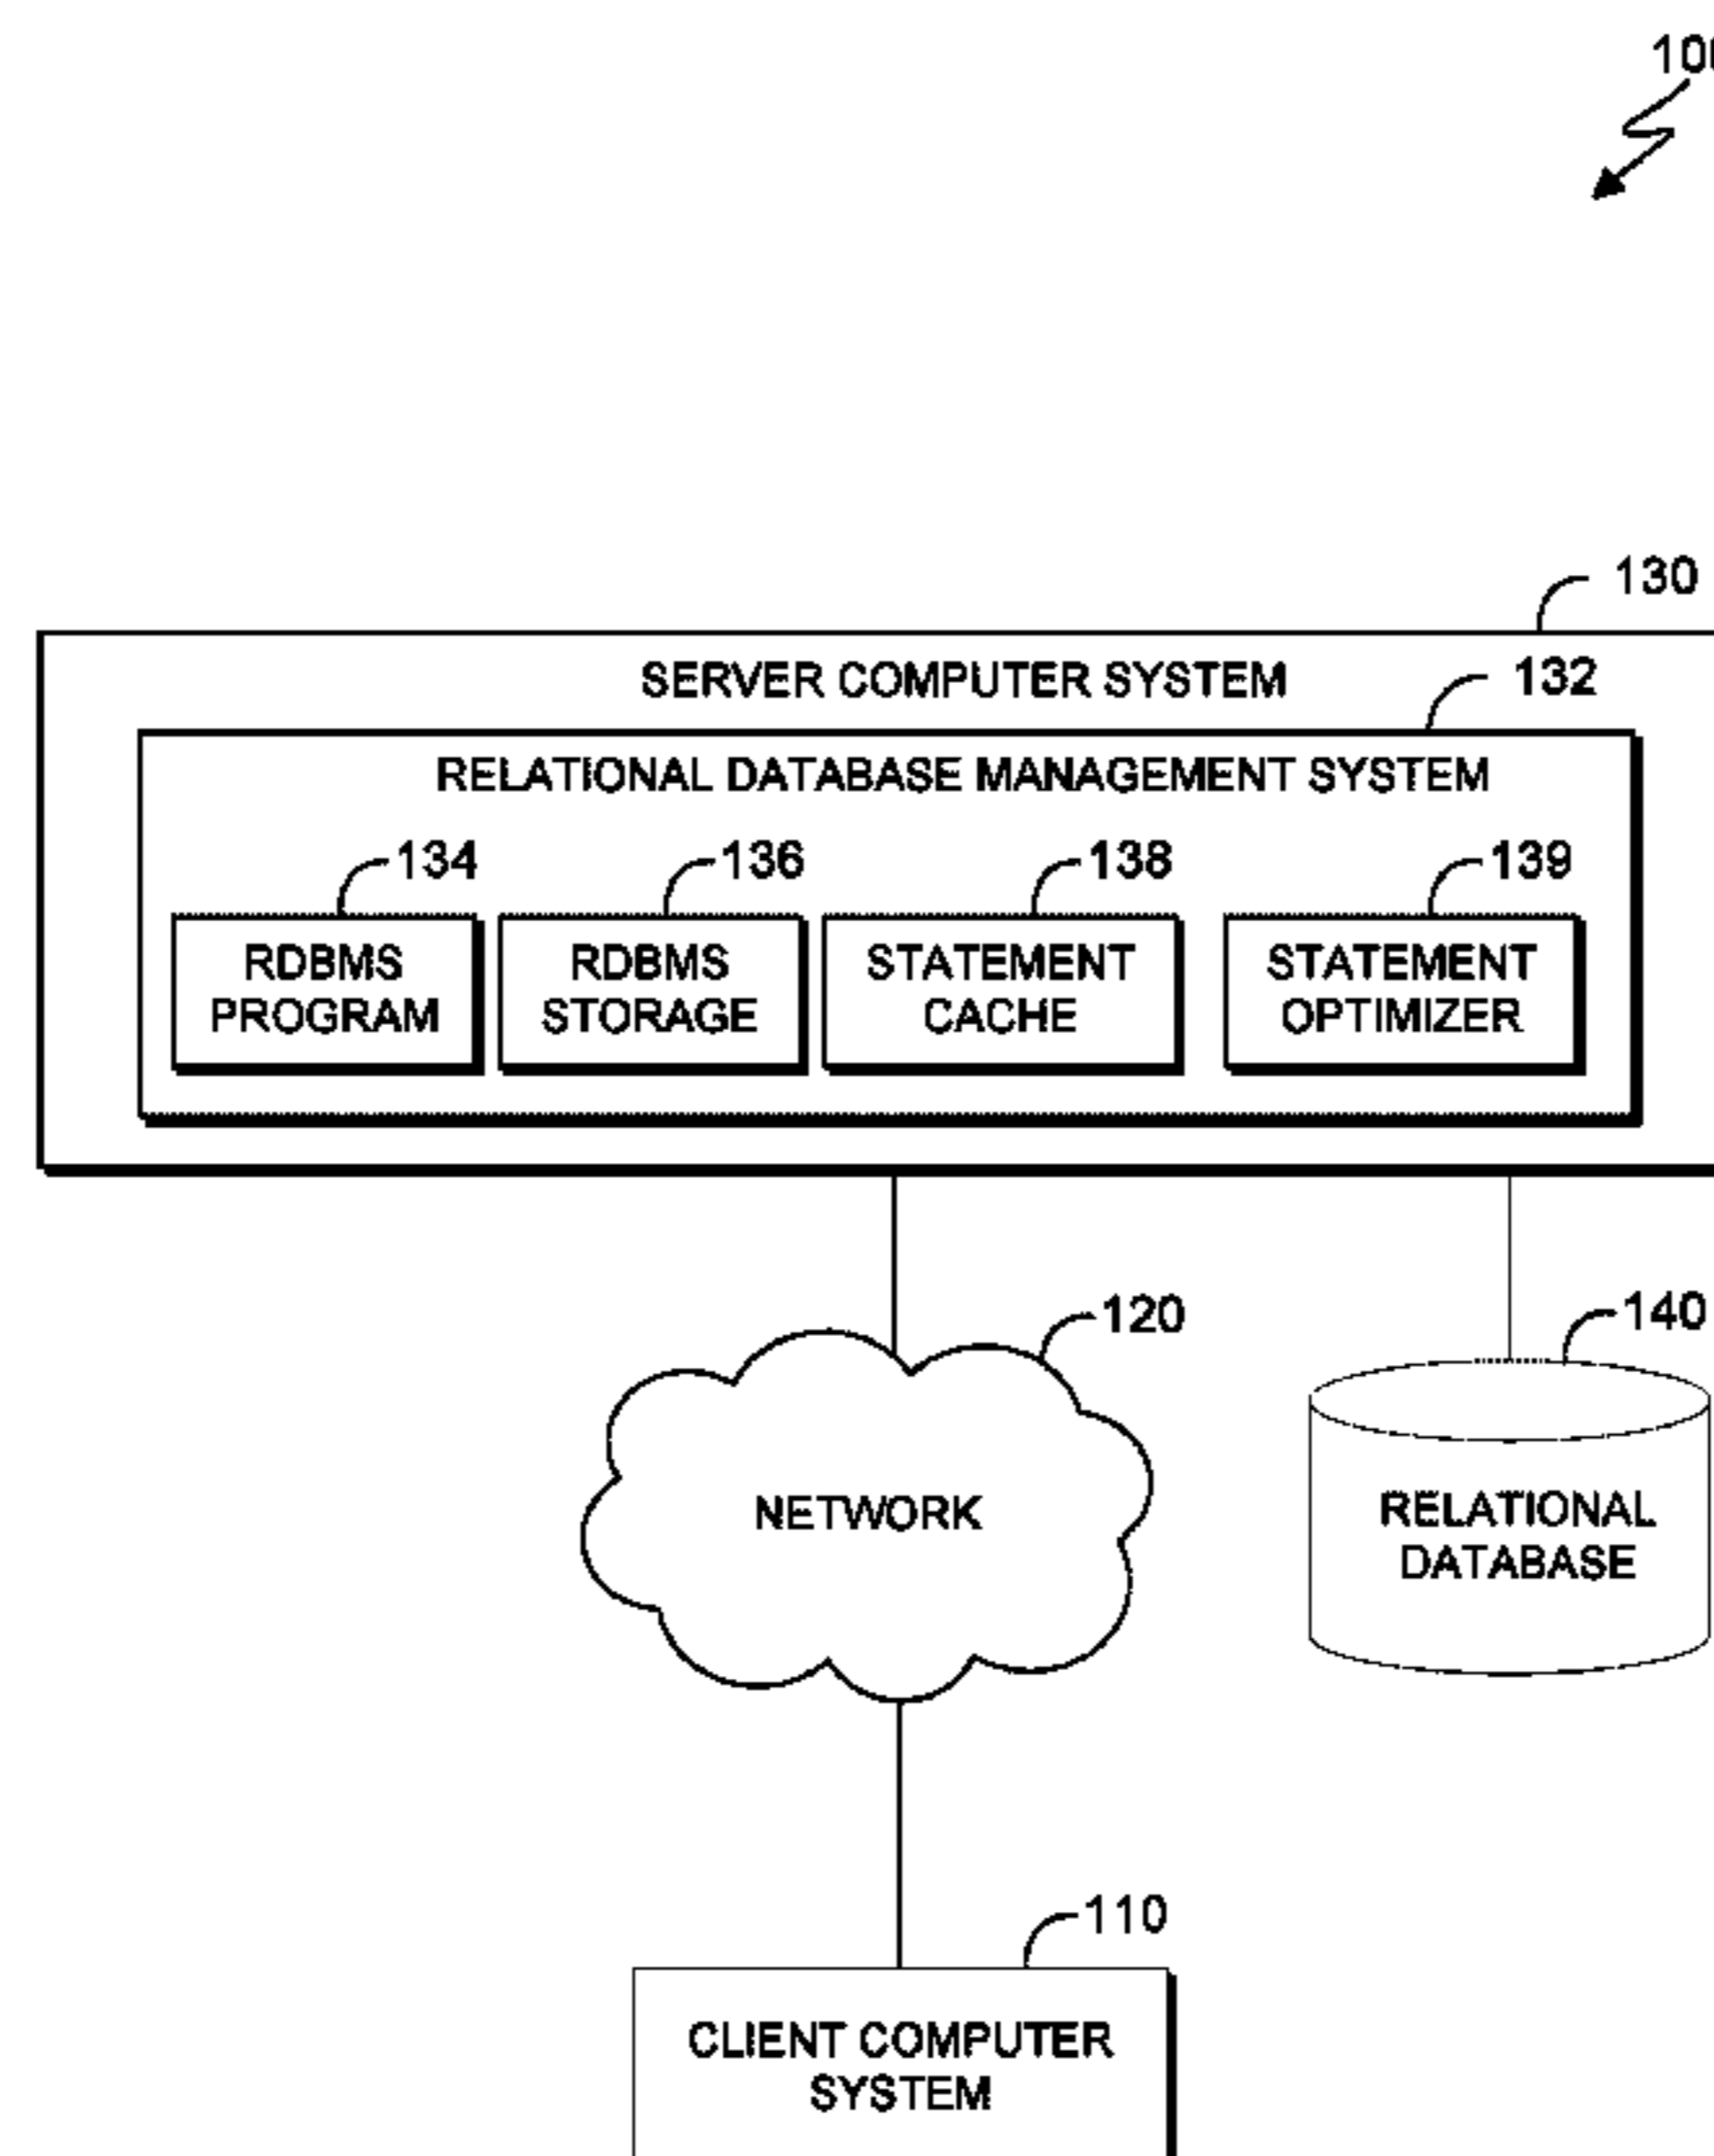 130
SERVER COMPUTER SYSTEM
132
RELATIONAL DATABASE MANAGEMENT SYSTEM
134
136
138
139
RDBMS
PROGRAM
RDBMS
STORAGE
STATEMENT
CACHE
STATEMENT
OPTIMIZER
120
140
NETWORK
RELATIONAL
DATABASE
110
CLIENT COMPUTER
SYSTEM